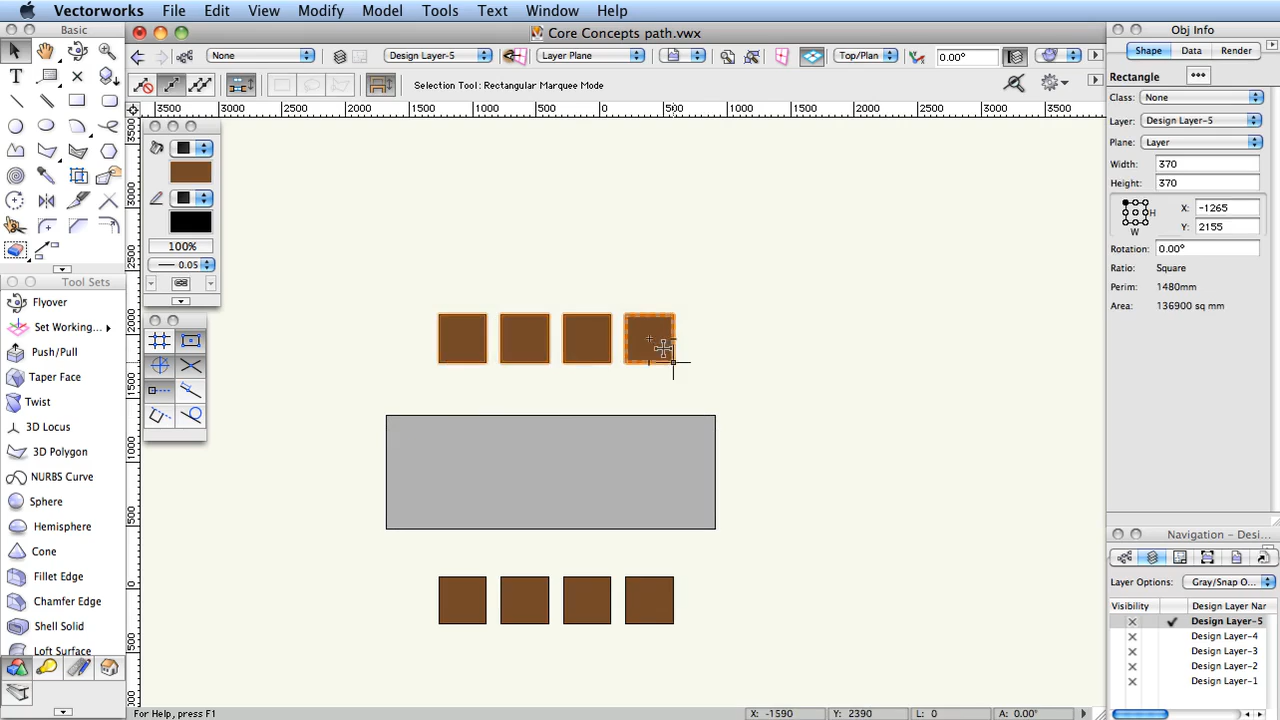 Vectorworks File Edit View Modify Model Tools Text Window Help
Basic
Core Concepts path.vwx
None Design Layer-5 Layer Plane Top/Plan 0.00°
Selection Tool: Rectangular Marquee Mode
3500 3000 2500 2000 1500 1000 500 0 500 1000 1500 2000 2500 3000 3500
100%
0.05
Tool Sets
Flyover
Set Working...
Push/Pull
Taper Face
Twist
3D Locus
3D Polygon
NURBS Curve
Sphere
Hemisphere
Cone
Fillet Edge
Chamfer Edge
Shell Solid
Loft Surface
For Help, press F1
X: -1590 Y: 2390 L: 0 A: 0.00°
Obj Info
Shape Data Render
Rectangle
Class: None
Layer: Design Layer-5
Plane: Layer
Width: 370
Height: 370
X: -1265
H
Y: 2155
W
Rotation: 0.00°
Ratio: Square
Perim: 1480mm
Area: 136900 sq mm
Navigation - Desi...
Layer Options: Gray/Snap O...
Visibility Design Layer Nar
Design Layer-5
Design Layer-4
Design Layer-3
Design Layer-2
Design Layer-1